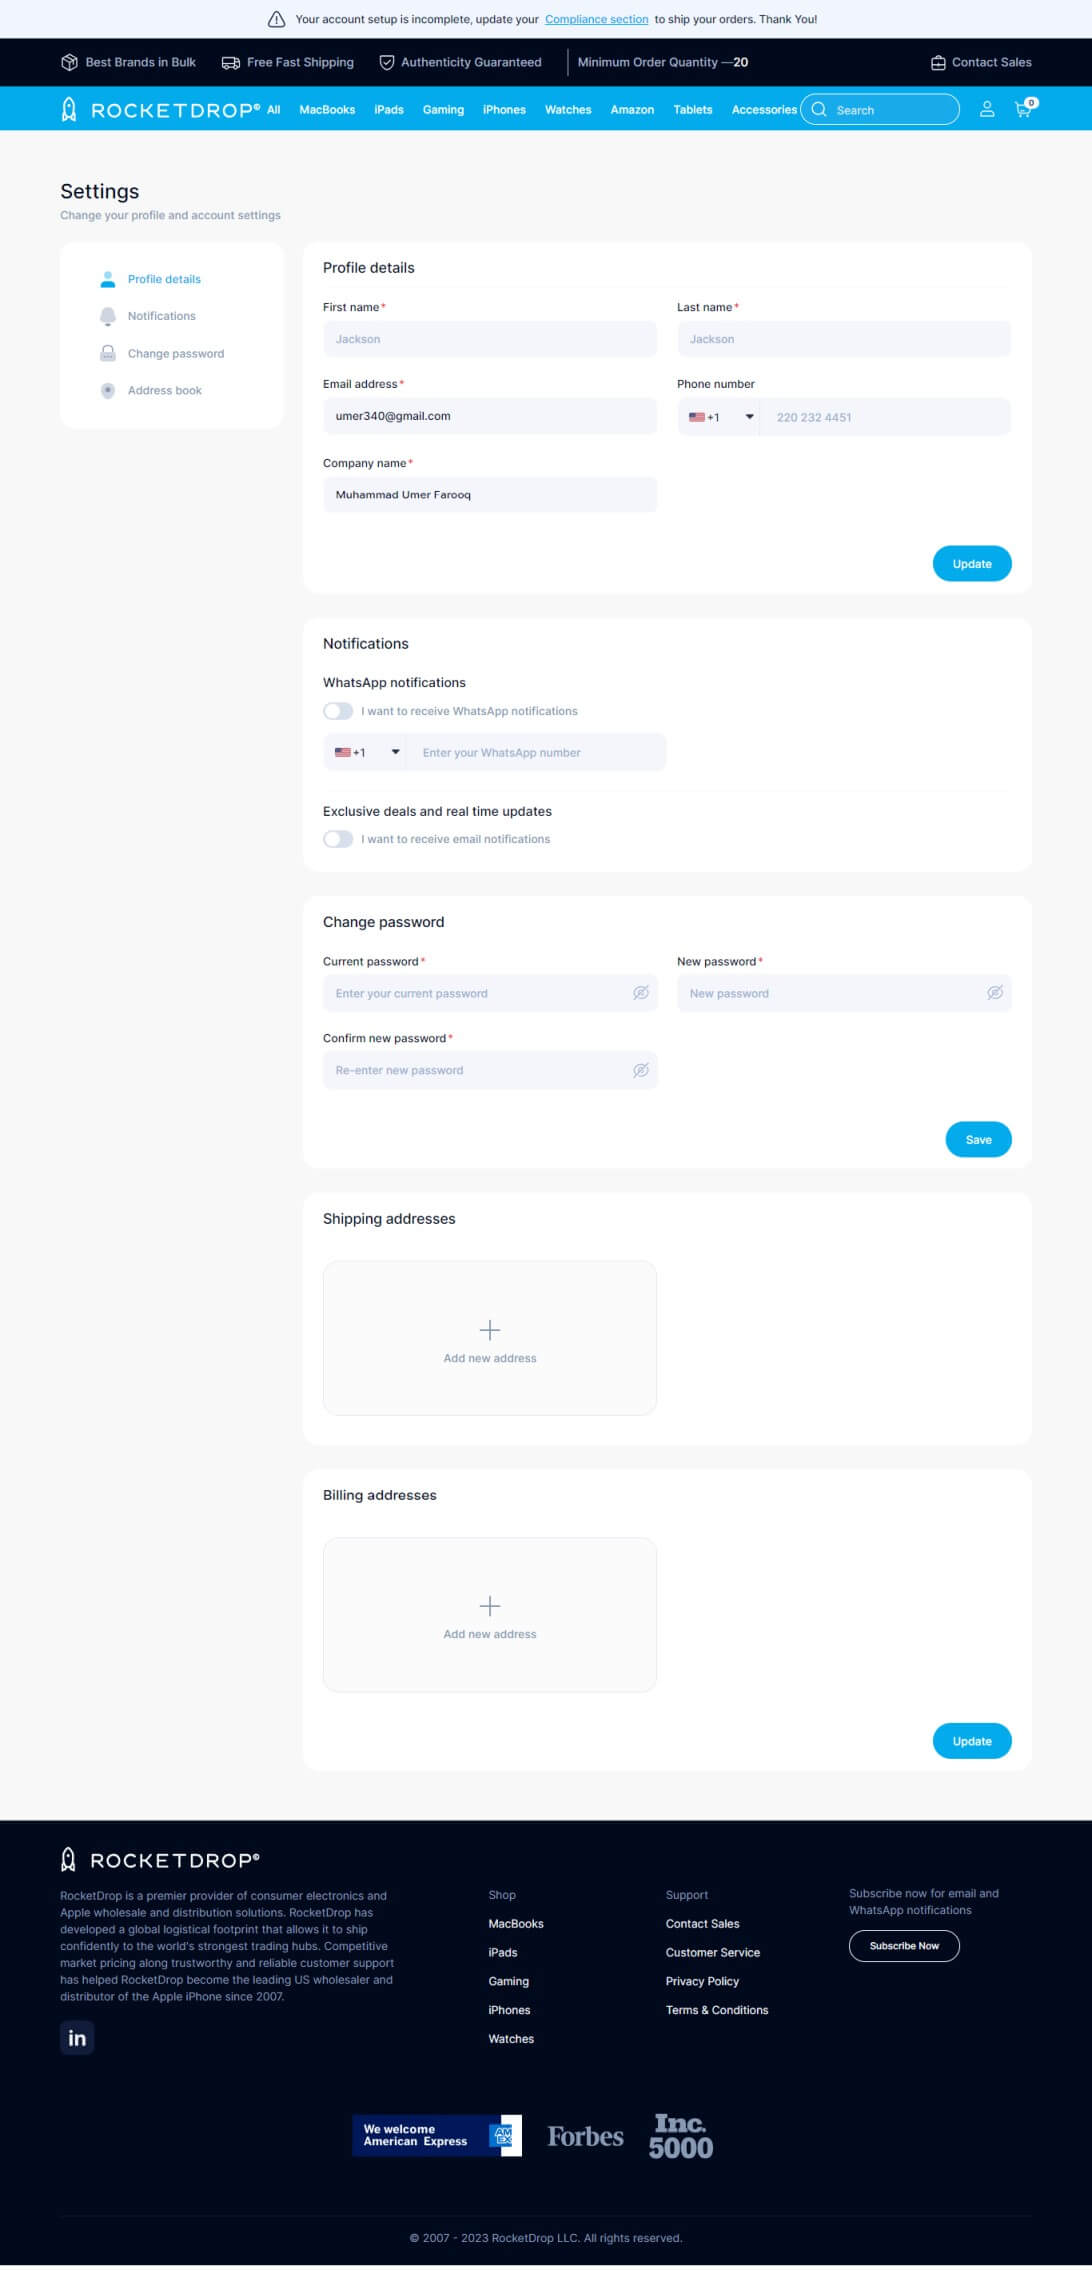 Your account setup is incomplete, update your Compliance section to ship your orders. Thank You!
Best Brands in Bulk Free Fast Shipping Authenticity Guaranteed Minimum Order Quantity —20 Contact Sales
ROCKETDROP® All MacBooks iPads Gaming iPhones Watches Amazon Tablets Accessories Search 0
Settings
Change your profile and account settings
Profile details
Notifications
Change password
Address book
Profile details
First name* Last name*
Jackson Jackson
Email address* Phone number
umer340@gmail.com +1 220 232 4451
Company name*
Muhammad Umer Farooq
Update
Notifications
WhatsApp notifications
I want to receive WhatsApp notifications
+1 Enter your WhatsApp number
Exclusive deals and real time updates
I want to receive email notifications
Change password
Current password* New password*
Enter your current password New password
Confirm new password*
Re-enter new password
Save
Shipping addresses
Add new address
Billing addresses
Add new address
Update
ROCKETDROP®
RocketDrop is a premier provider of consumer electronics and
Apple wholesale and distribution solutions. RocketDrop has
developed a global logistical footprint that allows it to ship
confidently to the world's strongest trading hubs. Competitive
market pricing along trustworthy and reliable customer support
has helped RocketDrop become the leading US wholesaler and
distributor of the Apple iPhone since 2007.
in
Shop
MacBooks
iPads
Gaming
iPhones
Watches
Support
Contact Sales
Customer Service
Privacy Policy
Terms & Conditions
Subscribe now for email and
WhatsApp notifications
Subscribe Now
We welcome
American Express
AM
EX
Forbes
Inc.
5000
© 2007 - 2023 RocketDrop LLC. All rights reserved.